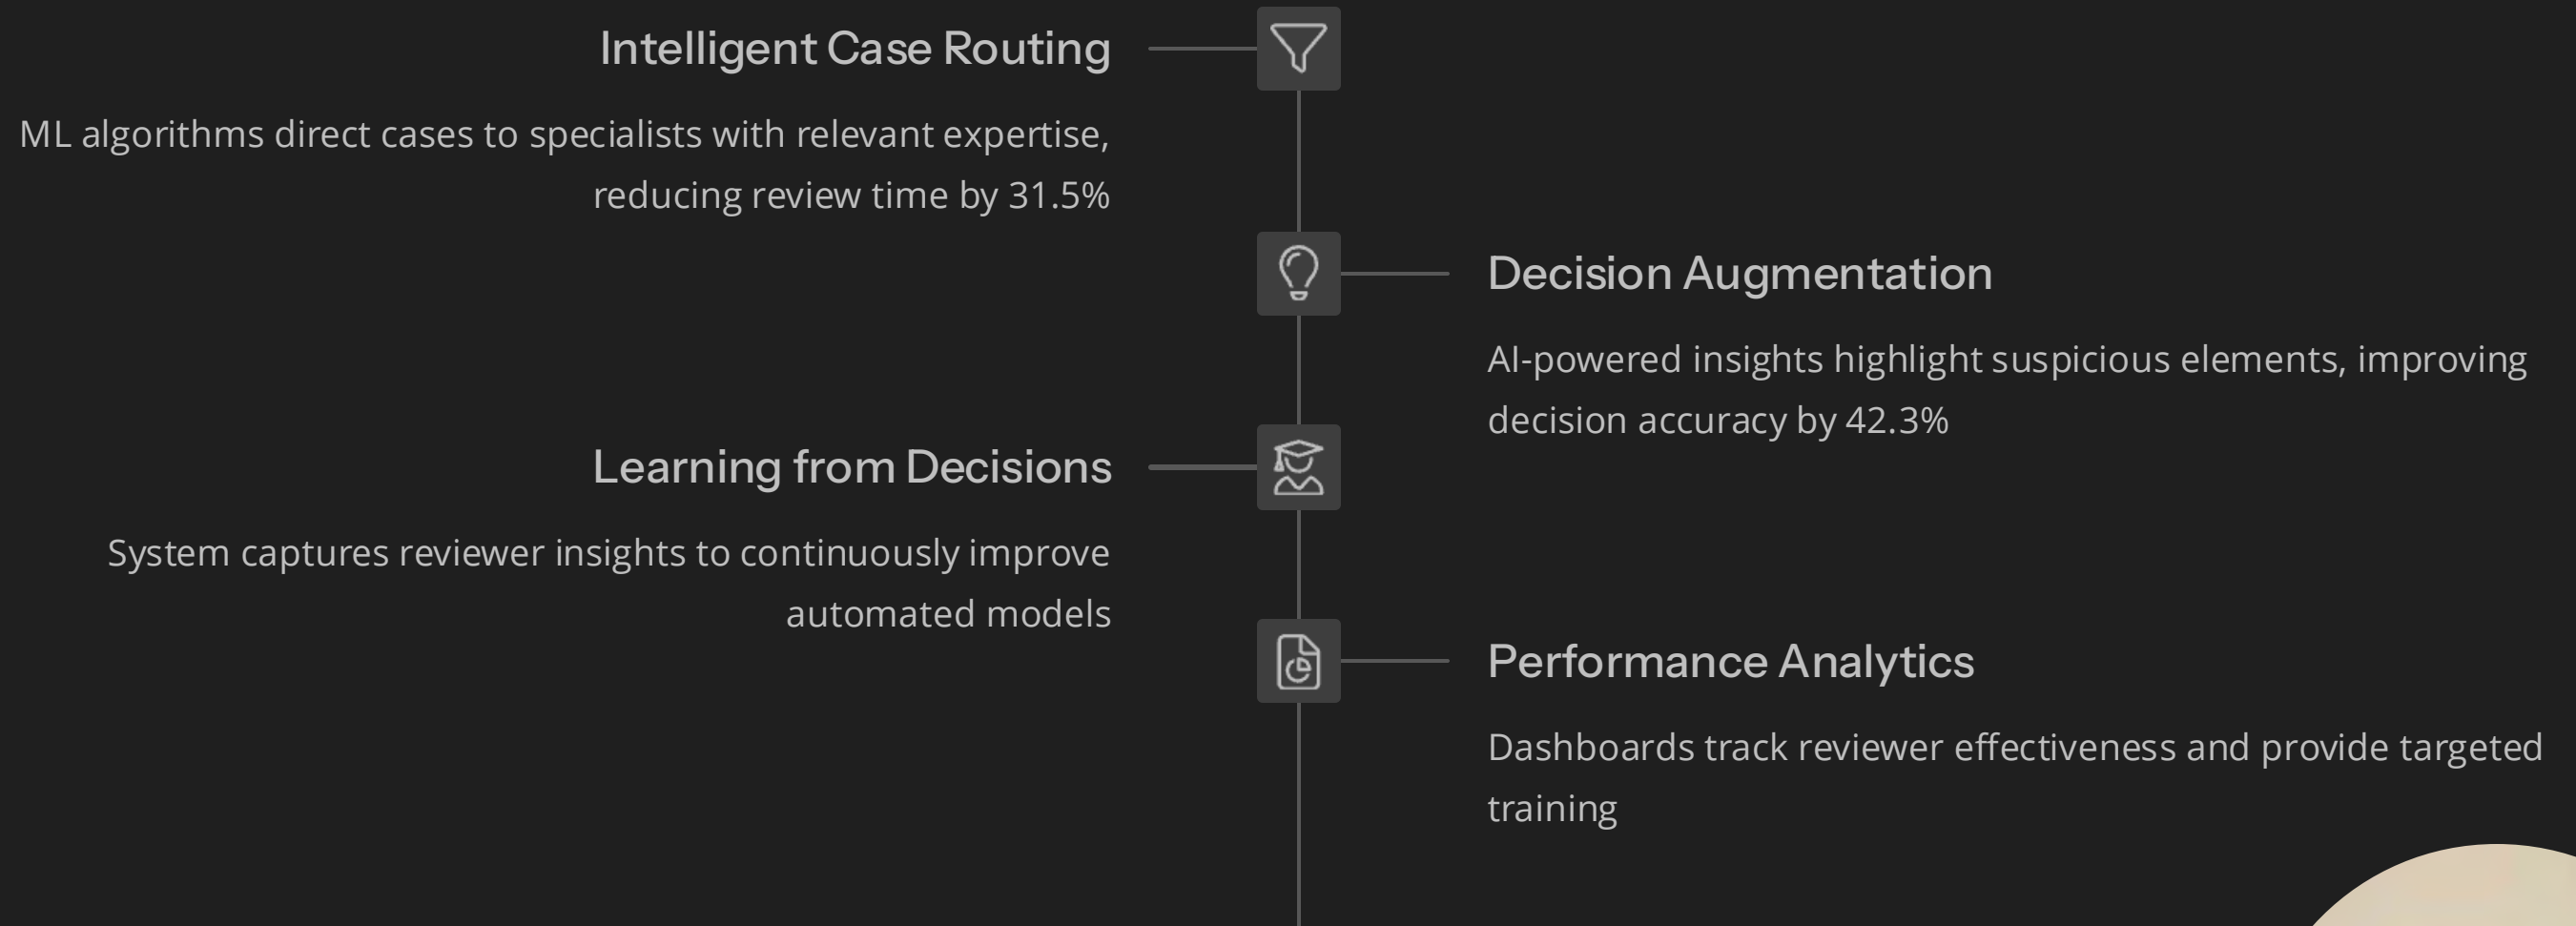 Intelligent Case Routing
ML algorithms direct cases to specialists with relevant expertise,
reducing review time by 31.5%
Decision Augmentation
AI-powered insights highlight suspicious elements, improving
decision accuracy by 42.3%
Learning from Decisions
System captures reviewer insights to continuously improve
automated models
Performance Analytics
Dashboards track reviewer effectiveness and provide targeted
training